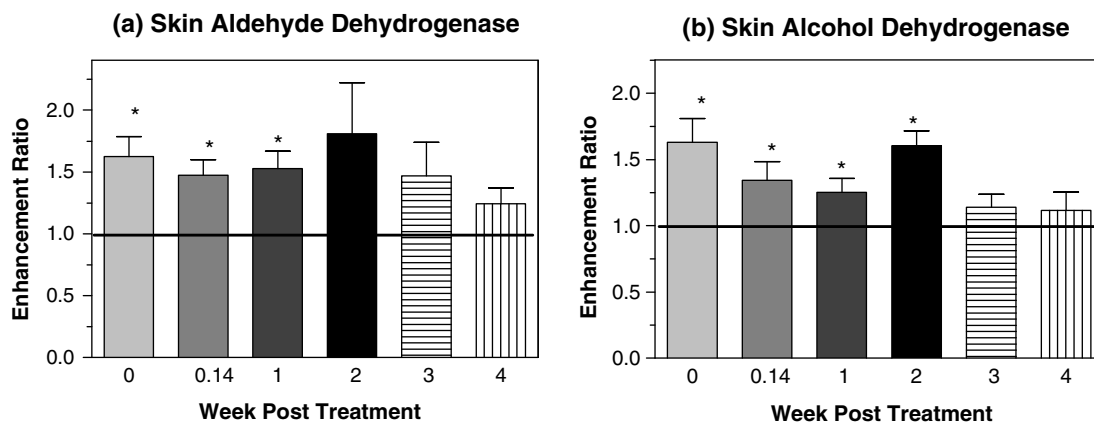 (a) Skin Aldehyde Dehydrogenase
Enhancement Ratio
2.0
1.5
1.0
0.5
0.0
* * *
0 0.14 1 2 3 4
Week Post Treatment
(b) Skin Alcohol Dehydrogenase
Enhancement Ratio
2.0
1.5
1.0
0.5
0.0
* * * *
0 0.14 1 2 3 4
Week Post Treatment